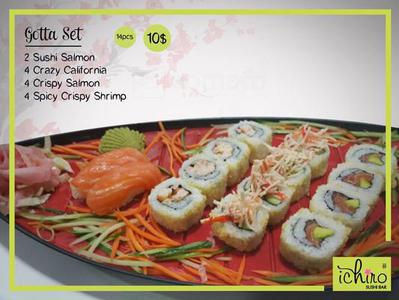 Gotta Set
14pcs
10$
2 Sushi Salmon
4 Crazy California
4 Crispy Salmon
4 Spicy Crispy Shrimp
ichiro
SUSHI BAR